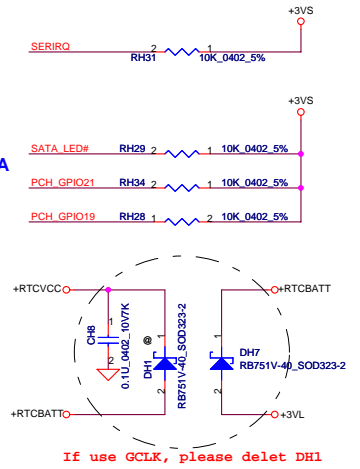 +3VS
SERIRQ 2 1
RH31 10K_0402_5%
+3VS
SATA_LED# RH29 2 1 10K_0402_5%
A
PCH_GPIO21 RH34 2 1 10K_0402_5%
PCH_GPIO19 RH28 1 2 10K_0402_5%
+RTCVCC +RTCBATT
1 CH8 2 0.1U_0402_10V7K
@ 1 DH1 2 RB751V-40_SOD323-2
1 DH7 2
RB751V-40_SOD323-2
+RTCBATT +3VL
If use GCLK, please delet DH1